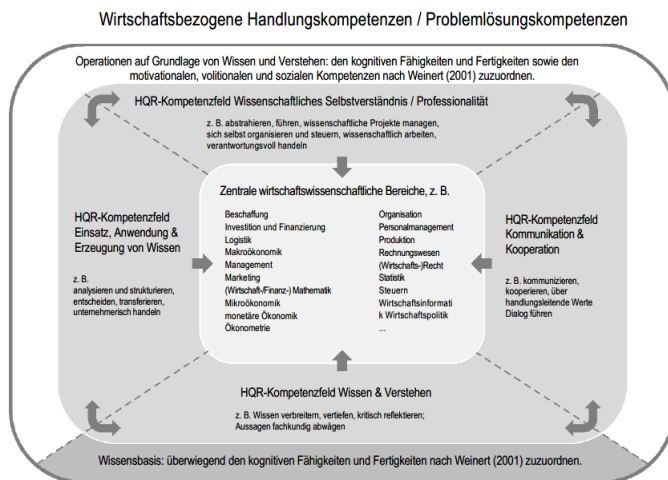 Wirtschaftsbezogene Handlungskompetenzen / Problemlösungskompetenzen
Operationen auf Grundlage von Wissen und Verstehen: den kognitiven Fähigkeiten und Fertigkeiten sowie den
motivationalen, volitionalen und sozialen Kompetenzen nach Weinert (2001) zuzuordnen.
HQR-Kompetenzfeld Wissenschaftliches Selbstverständnis / Professionalität
z. B. abstrahieren, führen, wissenschaftliche Projekte managen,
sich selbst organisieren und steuern, wissenschaftlich arbeiten,
verantwortungsvoll handeln
HQR-Kompetenzfeld
Einsatz, Anwendung &
Erzeugung von Wissen
z. B.
analysieren und strukturieren,
entscheiden, transferieren,
unternehmerisch handeln
Zentrale wirtschaftswissenschaftliche Bereiche, z. B.
Beschaffung
Investition und Finanzierung
Logistik
Makroökonomik
Management
Marketing
(Wirtschaft-/Finanz-) Mathematik
Mikroökonomik
monetäre Ökonomik
Ökonometrie
Organisation
Personalmanagement
Produktion
Rechnungswesen
(Wirtschafts-)Recht
Statistik
Steuern
Wirtschaftsinformati
k Wirtschaftspolitik
...
HQR-Kompetenzfeld
Kommunikation &
Kooperation
z. B. kommunizieren,
kooperieren, über
handlungsleitende Werte
Dialog führen
HQR-Kompetenzfeld Wissen & Verstehen
z. B. Wissen verbreitern, vertiefen, kritisch reflektieren;
Aussagen fachkundig abwägen
Wissensbasis: überwiegend den kognitiven Fähigkeiten und Fertigkeiten nach Weinert (2001) zuzuordnen.